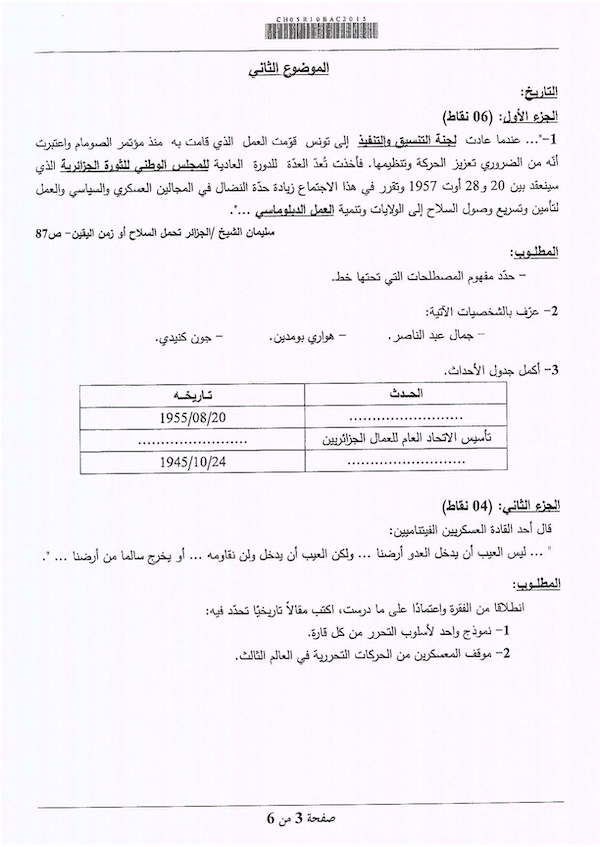 CH05R10BAC2015
الموضوع الثاني
التاريخ:
الجزء الأول: (06 نقاط)
1-"... عندما عادت لجنة التنسيق والتنفيذ إلى تونس قوّمت العمل الذي قامت به منذ مؤتمر الصومام واعتبرت
أنّه من الضروري تعزيز الحركة وتنظيمها. فأخذت تُعدّ العدّة للدورة العادية للمجلس الوطني للثورة الجزائرية الذي
سينعقد بين 20 و28 أوت 1957 وتقرر في هذا الاجتماع زيادة حدّة النضال في المجالين العسكري والسياسي والعمل
لتأمين وتسريع وصول السلاح إلى الولايات وتنمية العمل الدبلوماسي ...".
سليمان الشيخ /الجزائر تحمل السلاح أو زمن اليقين- ص87
المطلوب:
- حدّد مفهوم المصطلحات التي تحتها خط.
2- عرّف بالشخصيات الآتية:
- جمال عبد الناصر. - هواري بومدين. - جون كنيدي.
3- أكمل جدول الأحداث.
الحدث تاريخه
........................ 1955/08/20
تأسيس الاتحاد العام للعمال الجزائريين ........................
......................... 1945/10/24
الجزء الثاني: (04 نقاط)
قال أحد القادة العسكريين الفيتناميين:
" ... ليس العيب أن يدخل العدو أرضنا ... ولكن العيب أن يدخل ولن نقاومه ... أو يخرج سالما من أرضنا ... ".
المطلوب:
انطلاقا من الفقرة واعتمادًا على ما درست، اكتب مقالاً تاريخيًا تحدّد فيه:
1- نموذج واحد لأسلوب التحرر من كل قارة.
2- موقف المعسكرين من الحركات التحررية في العالم الثالث.
صفحة 3 من 6